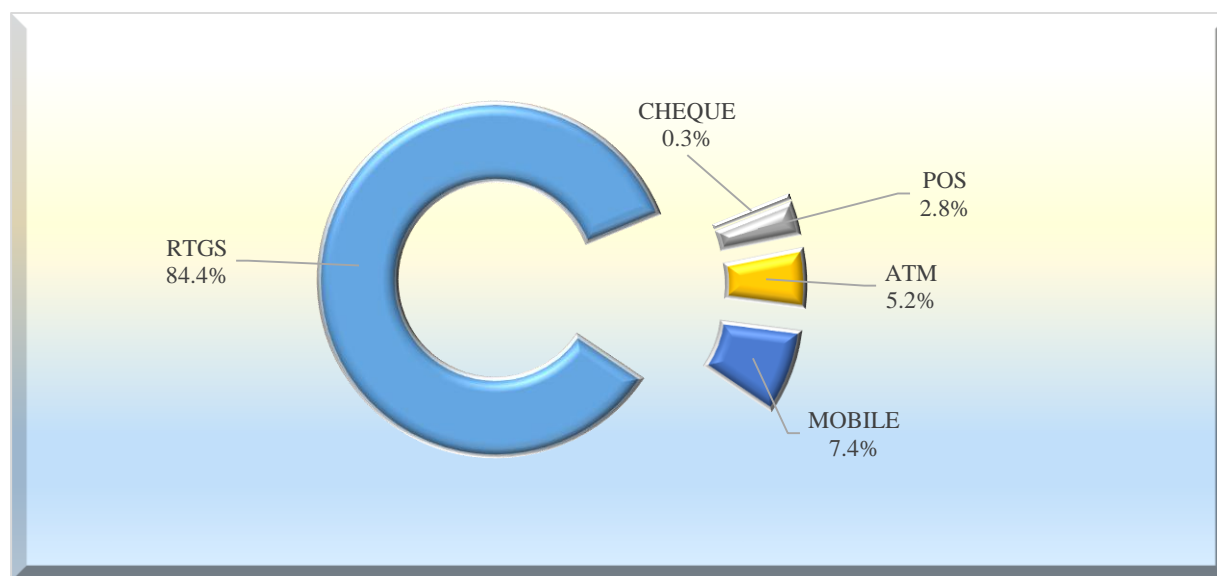 CHEQUE
0.3%
POS
2.8%
RTGS
84.4%
ATM
5.2%
MOBILE
7.4%